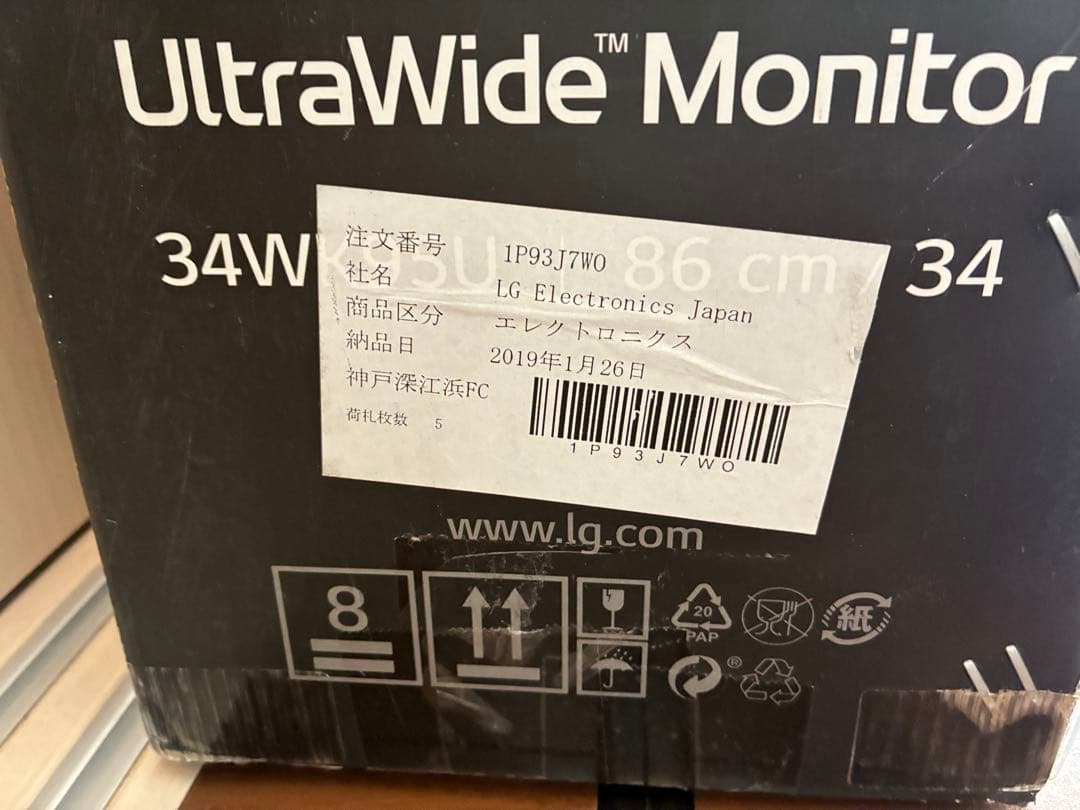 UltraWide™ Monitor
34WK95U | 86 cm / 34
注文番号 1P93J7WO
社名 LG Electronics Japan
商品区分 エレクトロニクス
納品日 2019年1月26日
神戸深江浜FC
荷札枚数 5
1P93J7WO
www.lg.com
8
20
PAP
紙
®